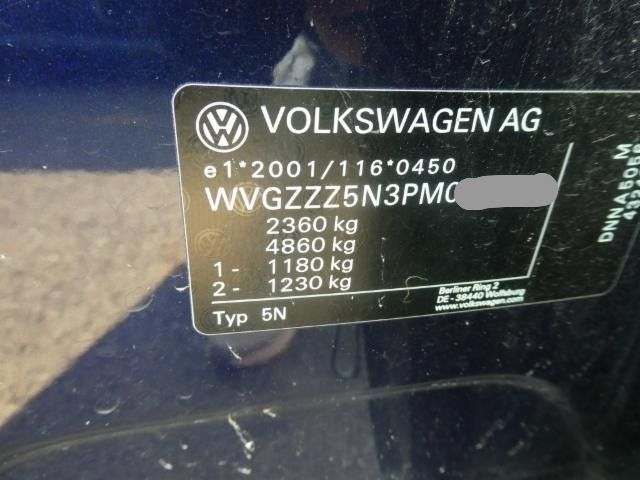 VOLKSWAGEN AG
e1*2001/116*0450
WVGZZZ5N3PM
2360 kg
4860 kg
1 - 1180 kg
2 - 1230 kg
Berliner Ring 2
DE - 38440 Wolfsburg
www.volkswagen.com
Typ 5N